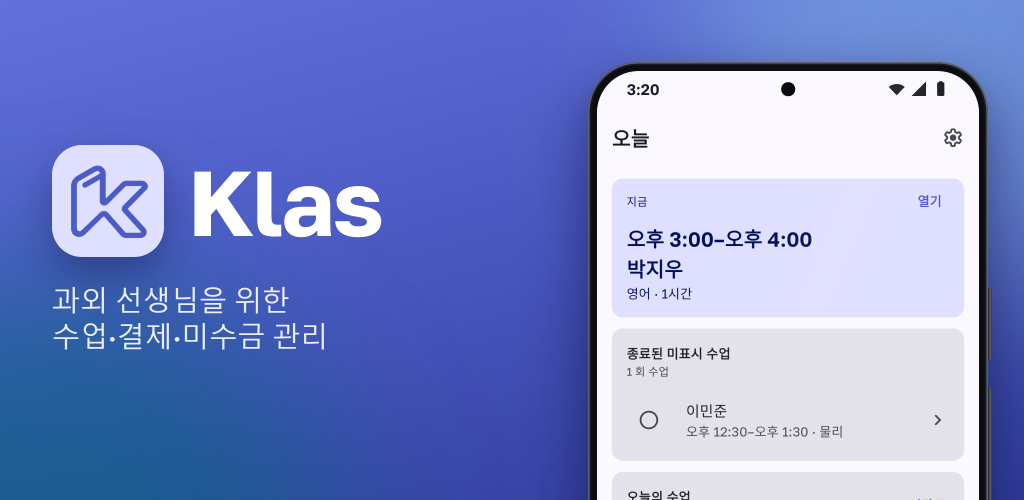 Klas
과외 선생님을 위한
수업·결제·미수금 관리
3:20
오늘
지금
열기
오후 3:00–오후 4:00
박지우
영어 · 1시간
종료된 미표시 수업
1 회 수업
이민준
오후 12:30–오후 1:30 · 물리
오늘의 수업